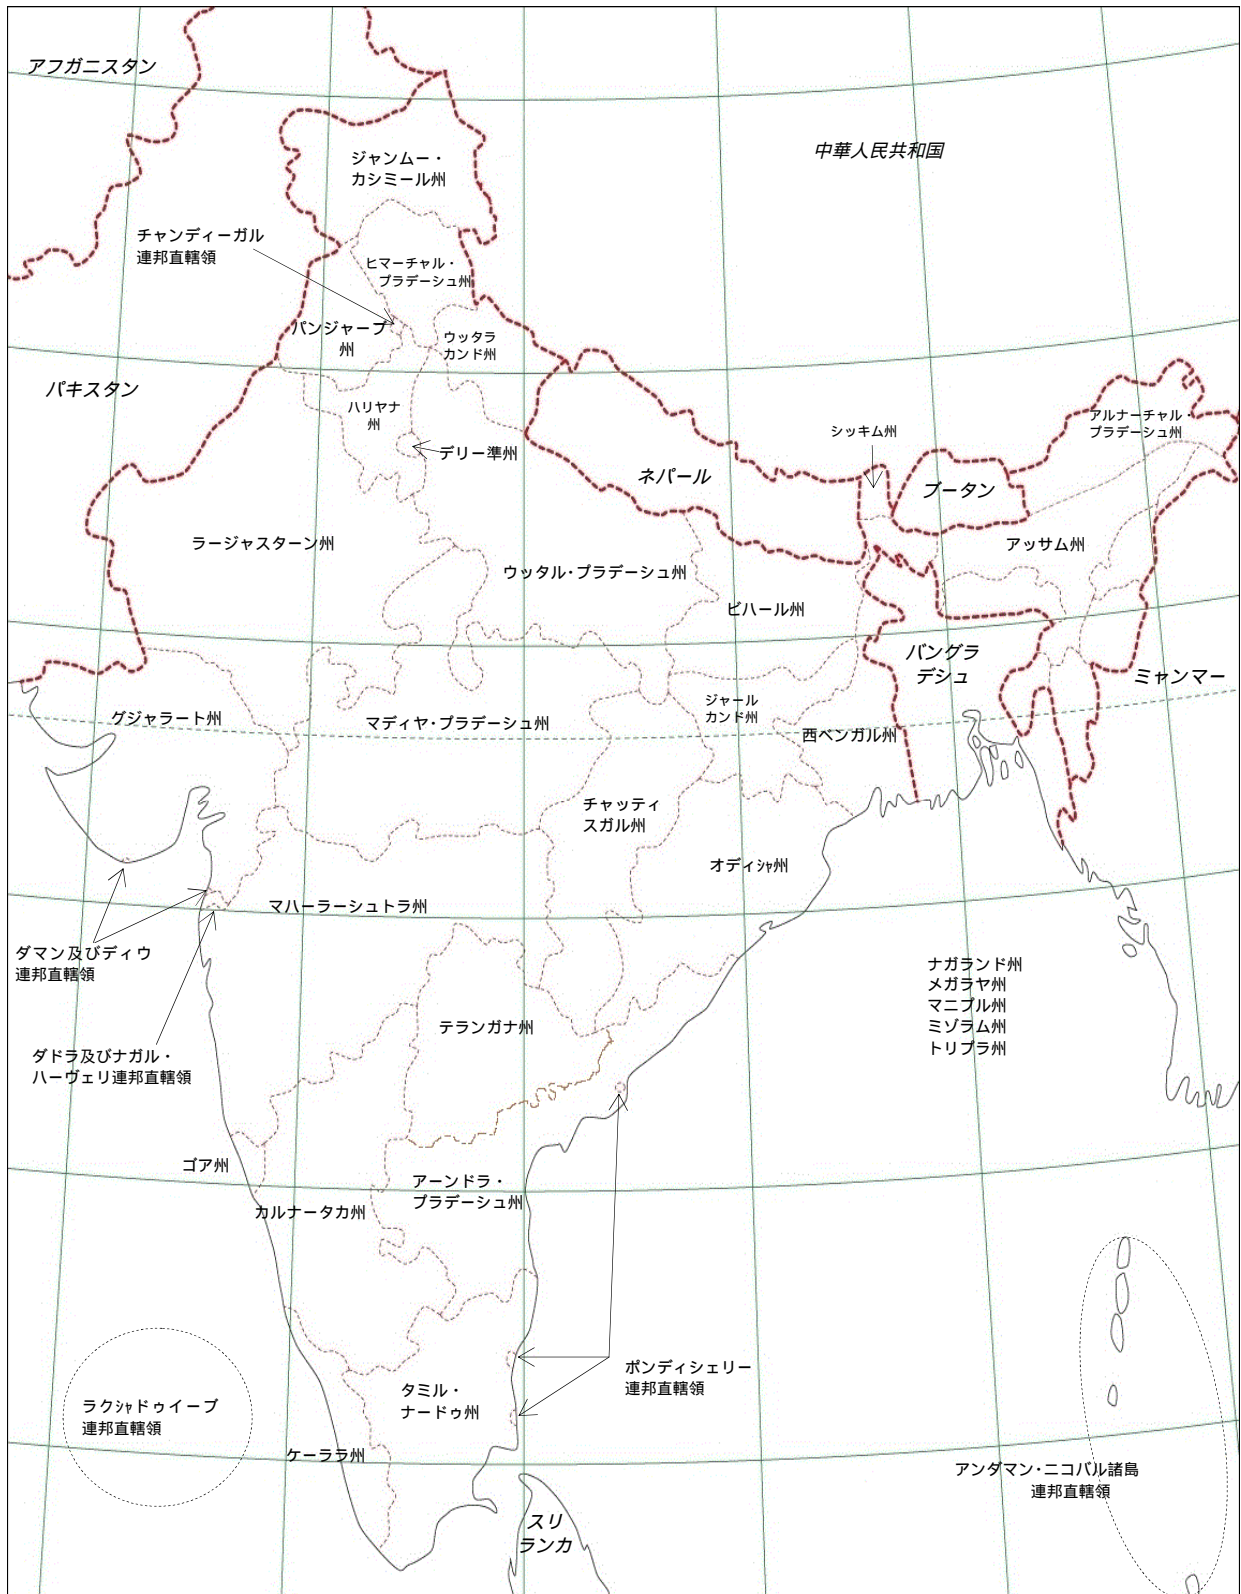 アフガニスタン
中華人民共和国
ジャンムー・
カシミール州
チャンディーガル
連邦直轄領
ヒマーチャル・
プラデーシュ州
パンジャーブ
州
ウッタラ
カンド州
パキスタン
ハリヤナ
州
デリー準州
アルナーチャル・
プラデーシュ州
シッキム州
ネパール
ブータン
ラージャスターン州
ウッタル・プラデーシュ州
アッサム州
ビハール州
バングラ
デシュ
ミャンマー
グジャラート州
マディヤ・プラデーシュ州
ジャール
カンド州
西ベンガル州
チャッティ
スガル州
オディシャ州
マハーラーシュトラ州
ダマン及びディウ
連邦直轄領
ナガランド州
メガラヤ州
マニプル州
ミゾラム州
トリプラ州
テランガナ州
ダドラ及びナガル・
ハーヴェリ連邦直轄領
ゴア州
アーンドラ・
プラデーシュ州
カルナータカ州
ポンディシェリー
連邦直轄領
タミル・
ナードゥ州
ラクシャドゥイープ
連邦直轄領
ケーララ州
アンダマン・ニコバル諸島
連邦直轄領
スリ
ランカ